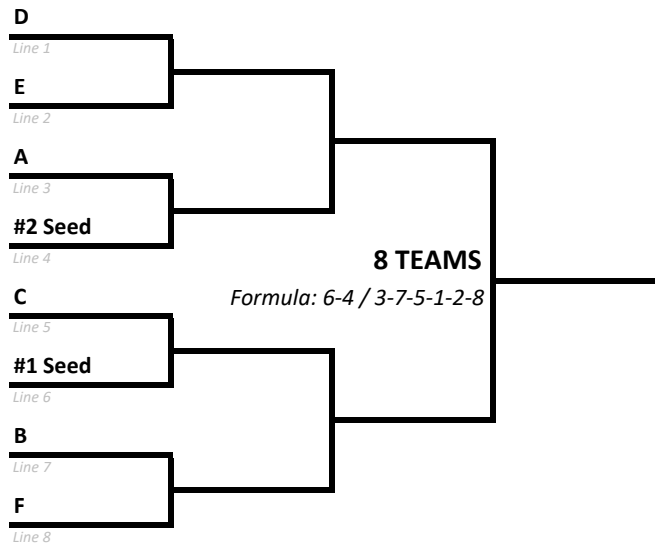 D
Line 1
E
Line 2
A
Line 3
#2 Seed
Line 4
8 TEAMS
Formula: 6-4 / 3-7-5-1-2-8
C
Line 5
#1 Seed
Line 6
B
Line 7
F
Line 8